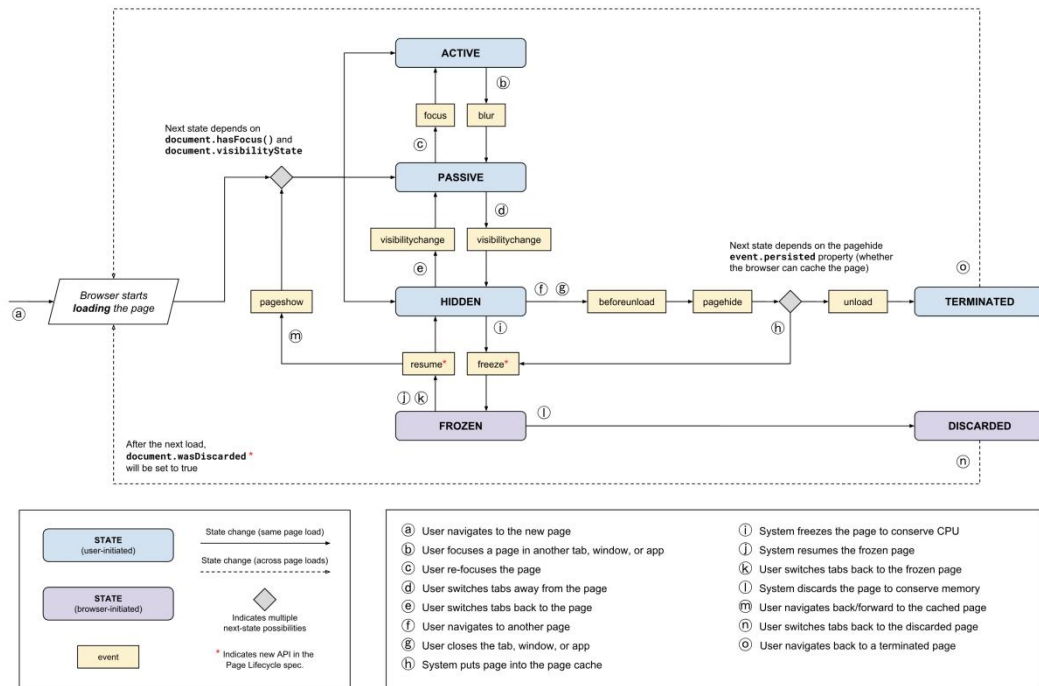 ACTIVE
ⓑ
focus
blur
Next state depends on
document.hasFocus() and
document.visibilityState
ⓒ
PASSIVE
ⓓ
visibilitychange
visibilitychange
Next state depends on the pagehide
event.persisted property (whether
the browser can cache the page)
ⓔ
ⓞ
Browser starts
loading the page
pageshow
HIDDEN
ⓕ ⓖ
beforeunload
pagehide
unload
TERMINATED
ⓐ
ⓗ
ⓜ
ⓘ
resume*
freeze*
ⓙ ⓚ
ⓛ
FROZEN
DISCARDED
After the next load,
document.wasDiscarded *
will be set to true
ⓝ
STATE
(user-initiated)
State change (same page load)
State change (across page loads)
STATE
(browser-initiated)
Indicates multiple
next-state possibilities
event
* Indicates new API in the
Page Lifecycle spec.
ⓐ User navigates to the new page
ⓑ User focuses a page in another tab, window, or app
ⓒ User re-focuses the page
ⓓ User switches tabs away from the page
ⓔ User switches tabs back to the page
ⓕ User navigates to another page
ⓖ User closes the tab, window, or app
ⓗ System puts page into the page cache
ⓘ System freezes the page to conserve CPU
ⓙ System resumes the frozen page
ⓚ User switches tabs back to the frozen page
ⓛ System discards the page to conserve memory
ⓜ User navigates back/forward to the cached page
ⓝ User switches tabs back to the discarded page
ⓞ User navigates back to a terminated page